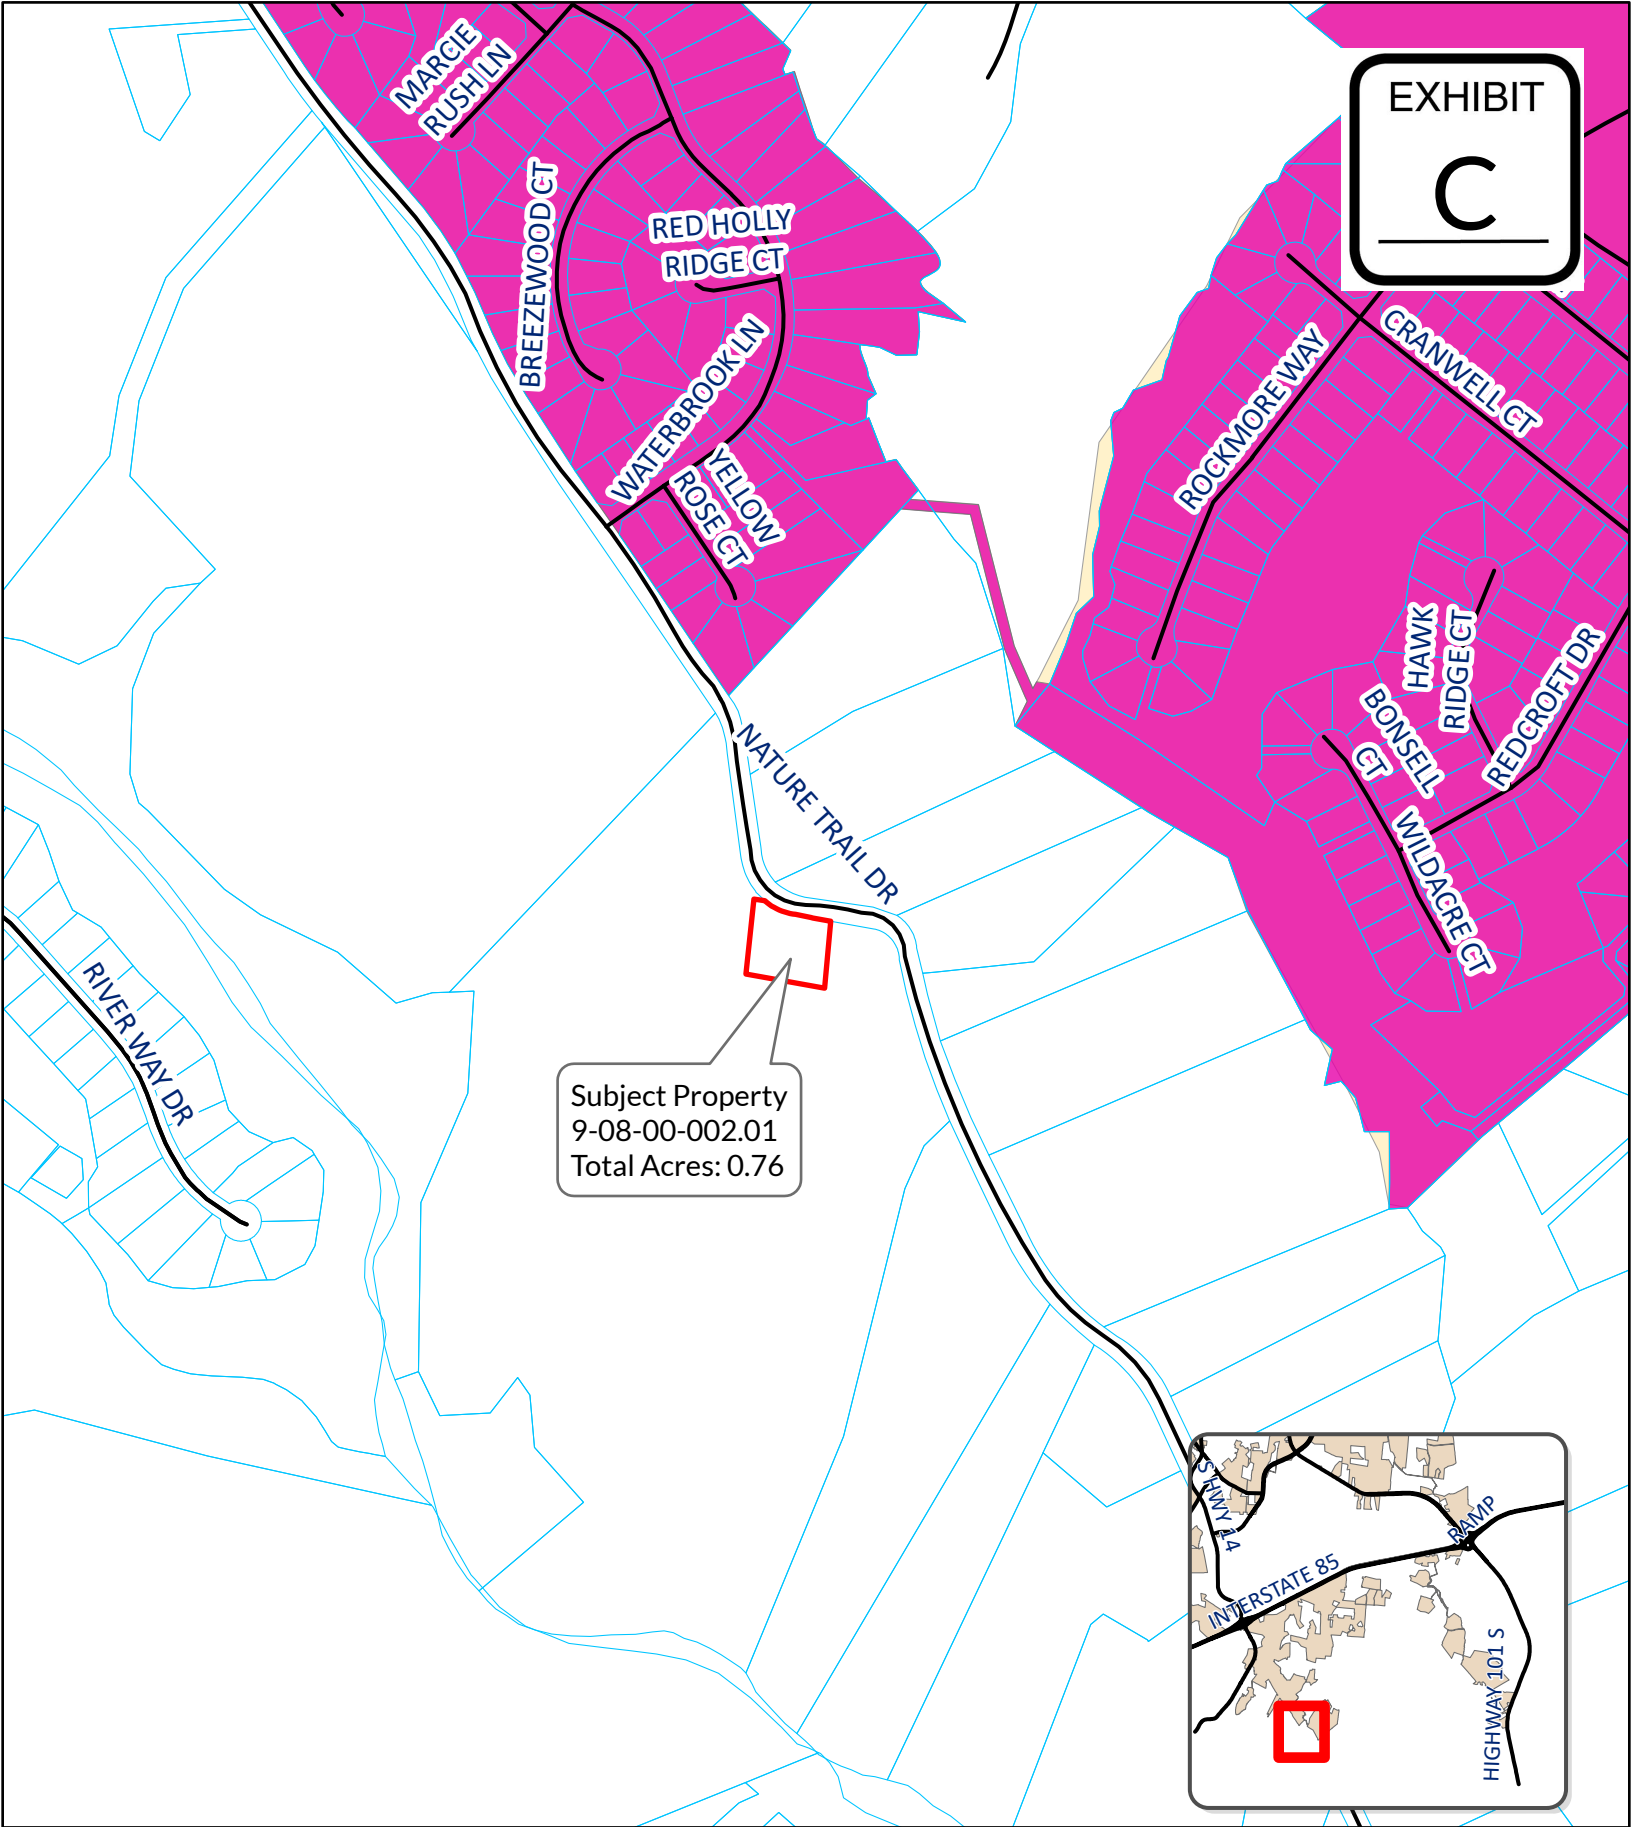 EXHIBIT
C
MARCIE
RUSH LN
BREEZEWOOD CT
RED HOLLY
RIDGE CT
WATERBROOK LN
YELLOW
ROSE CT
ROCKMORE WAY
CRANWELL CT
HAWK
RIDGE CT
REDCROFT DR
BONSELL
CT
WILDACRE CT
NATURE TRAIL DR
RIVER WAY DR
Subject Property
9-08-00-002.01
Total Acres: 0.76
S HWY 14
RAMP
INTERSTATE 85
HIGHWAY 101 S